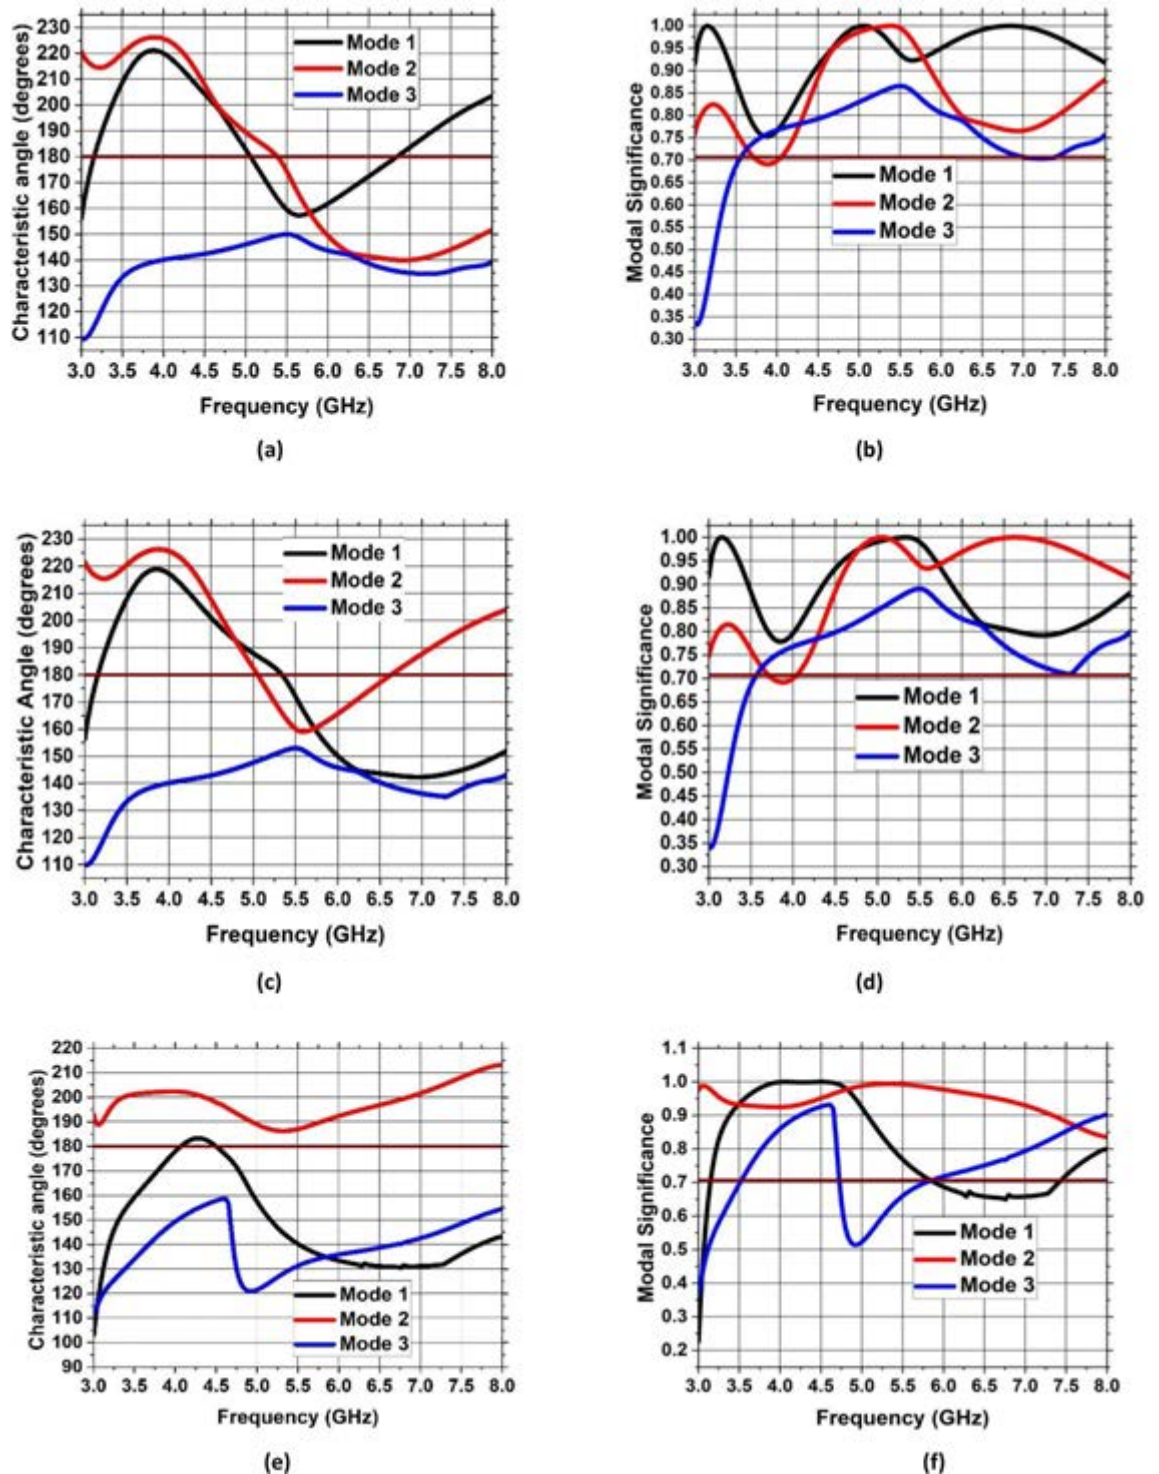 Characteristic angle (degrees)
230
220
210
200
190
180
170
160
150
140
130
120
110
Mode 1
Mode 2
Mode 3
3.0 3.5 4.0 4.5 5.0 5.5 6.0 6.5 7.0 7.5 8.0
Frequency (GHz)
(a)
Modal Significance
1.00
0.95
0.90
0.85
0.80
0.75
0.70
0.65
0.60
0.55
0.50
0.45
0.40
0.35
0.30
Mode 1
Mode 2
Mode 3
3.0 3.5 4.0 4.5 5.0 5.5 6.0 6.5 7.0 7.5 8.0
Frequency (GHz)
(b)
Characteristic Angle (degrees)
230
220
210
200
190
180
170
160
150
140
130
120
110
Mode 1
Mode 2
Mode 3
3.0 3.5 4.0 4.5 5.0 5.5 6.0 6.5 7.0 7.5 8.0
Frequency (GHz)
(c)
Modal Significance
1.00
0.95
0.90
0.85
0.80
0.75
0.70
0.65
0.60
0.55
0.50
0.45
0.40
0.35
0.30
Mode 1
Mode 2
Mode 3
3.0 3.5 4.0 4.5 5.0 5.5 6.0 6.5 7.0 7.5 8.0
Frequency (GHz)
(d)
Characteristic angle (degrees)
220
210
200
190
180
170
160
150
140
130
120
110
100
90
Mode 1
Mode 2
Mode 3
3.0 3.5 4.0 4.5 5.0 5.5 6.0 6.5 7.0 7.5 8.0
Frequency (GHz)
(e)
Modal Significance
1.1
1.0
0.9
0.8
0.7
0.6
0.5
0.4
0.3
0.2
Mode 1
Mode 2
Mode 3
3.0 3.5 4.0 4.5 5.0 5.5 6.0 6.5 7.0 7.5 8.0
Frequency (GHz)
(f)